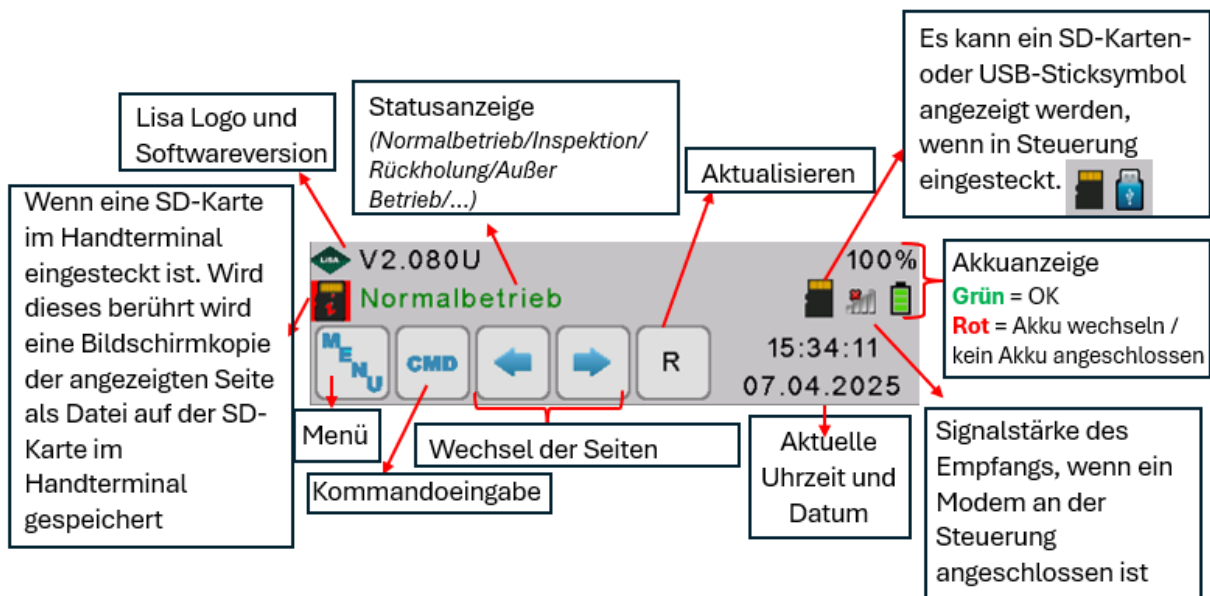 Es kann ein SD-Karten-
oder USB-Sticksymbol
angezeigt werden,
wenn in Steuerung
eingesteckt.
Statusanzeige
(Normalbetrieb/Inspektion/
Rückholung/Außer
Betrieb/...)
Lisa Logo und
Softwareversion
Aktualisieren
Wenn eine SD-Karte
im Handterminal
eingesteckt ist. Wird
dieses berührt wird
eine Bildschirmkopie
der angezeigten Seite
als Datei auf der SD-
Karte im
Handterminal
gespeichert
LISA V2.080U 100%
i Normalbetrieb
MENU CMD R 15:34:11
07.04.2025
Akkuanzeige
Grün = OK
Rot = Akku wechseln /
kein Akku angeschlossen
Menü
Wechsel der Seiten
Kommandoeingabe
Aktuelle
Uhrzeit und
Datum
Signalstärke des
Empfangs, wenn ein
Modem an der
Steuerung
angeschlossen ist